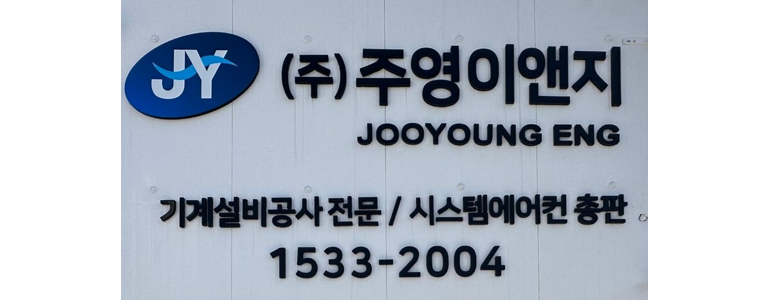 JY (주)주영이앤지
JOOYOUNG ENG
기계설비공사 전문 / 시스템에어컨 총판
1533-2004